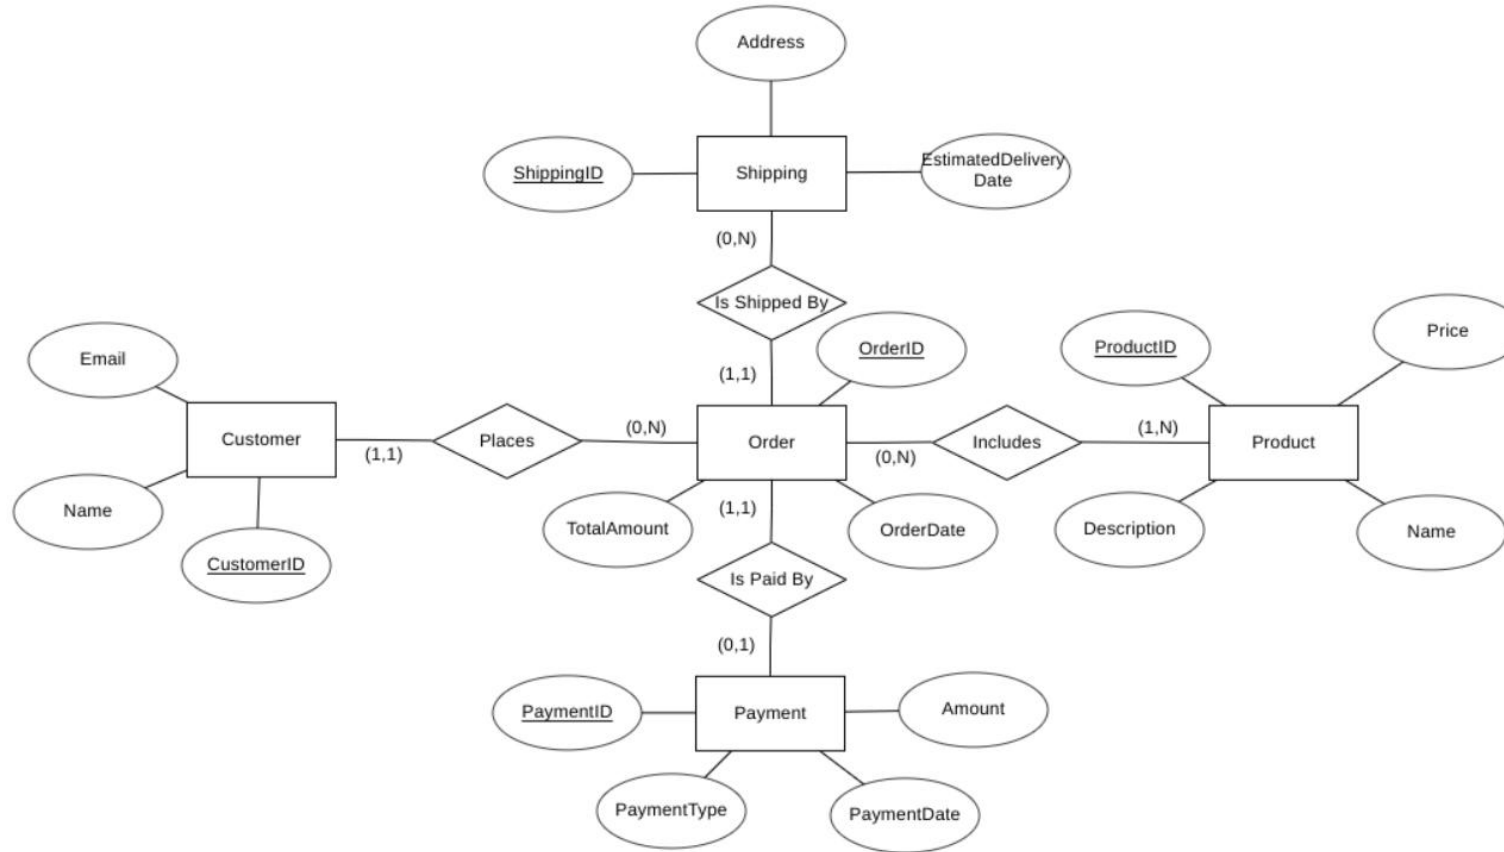 Address
ShippingID
Shipping
EstimatedDelivery
Date
(0,N)
Is Shipped By
(1,1)
OrderID
ProductID
Price
Email
Customer
(1,1)
Places
(0,N)
Order
(0,N)
Includes
(1,N)
Product
Name
CustomerID
TotalAmount
(1,1)
OrderDate
Description
Name
Is Paid By
(0,1)
PaymentID
Payment
Amount
PaymentType
PaymentDate